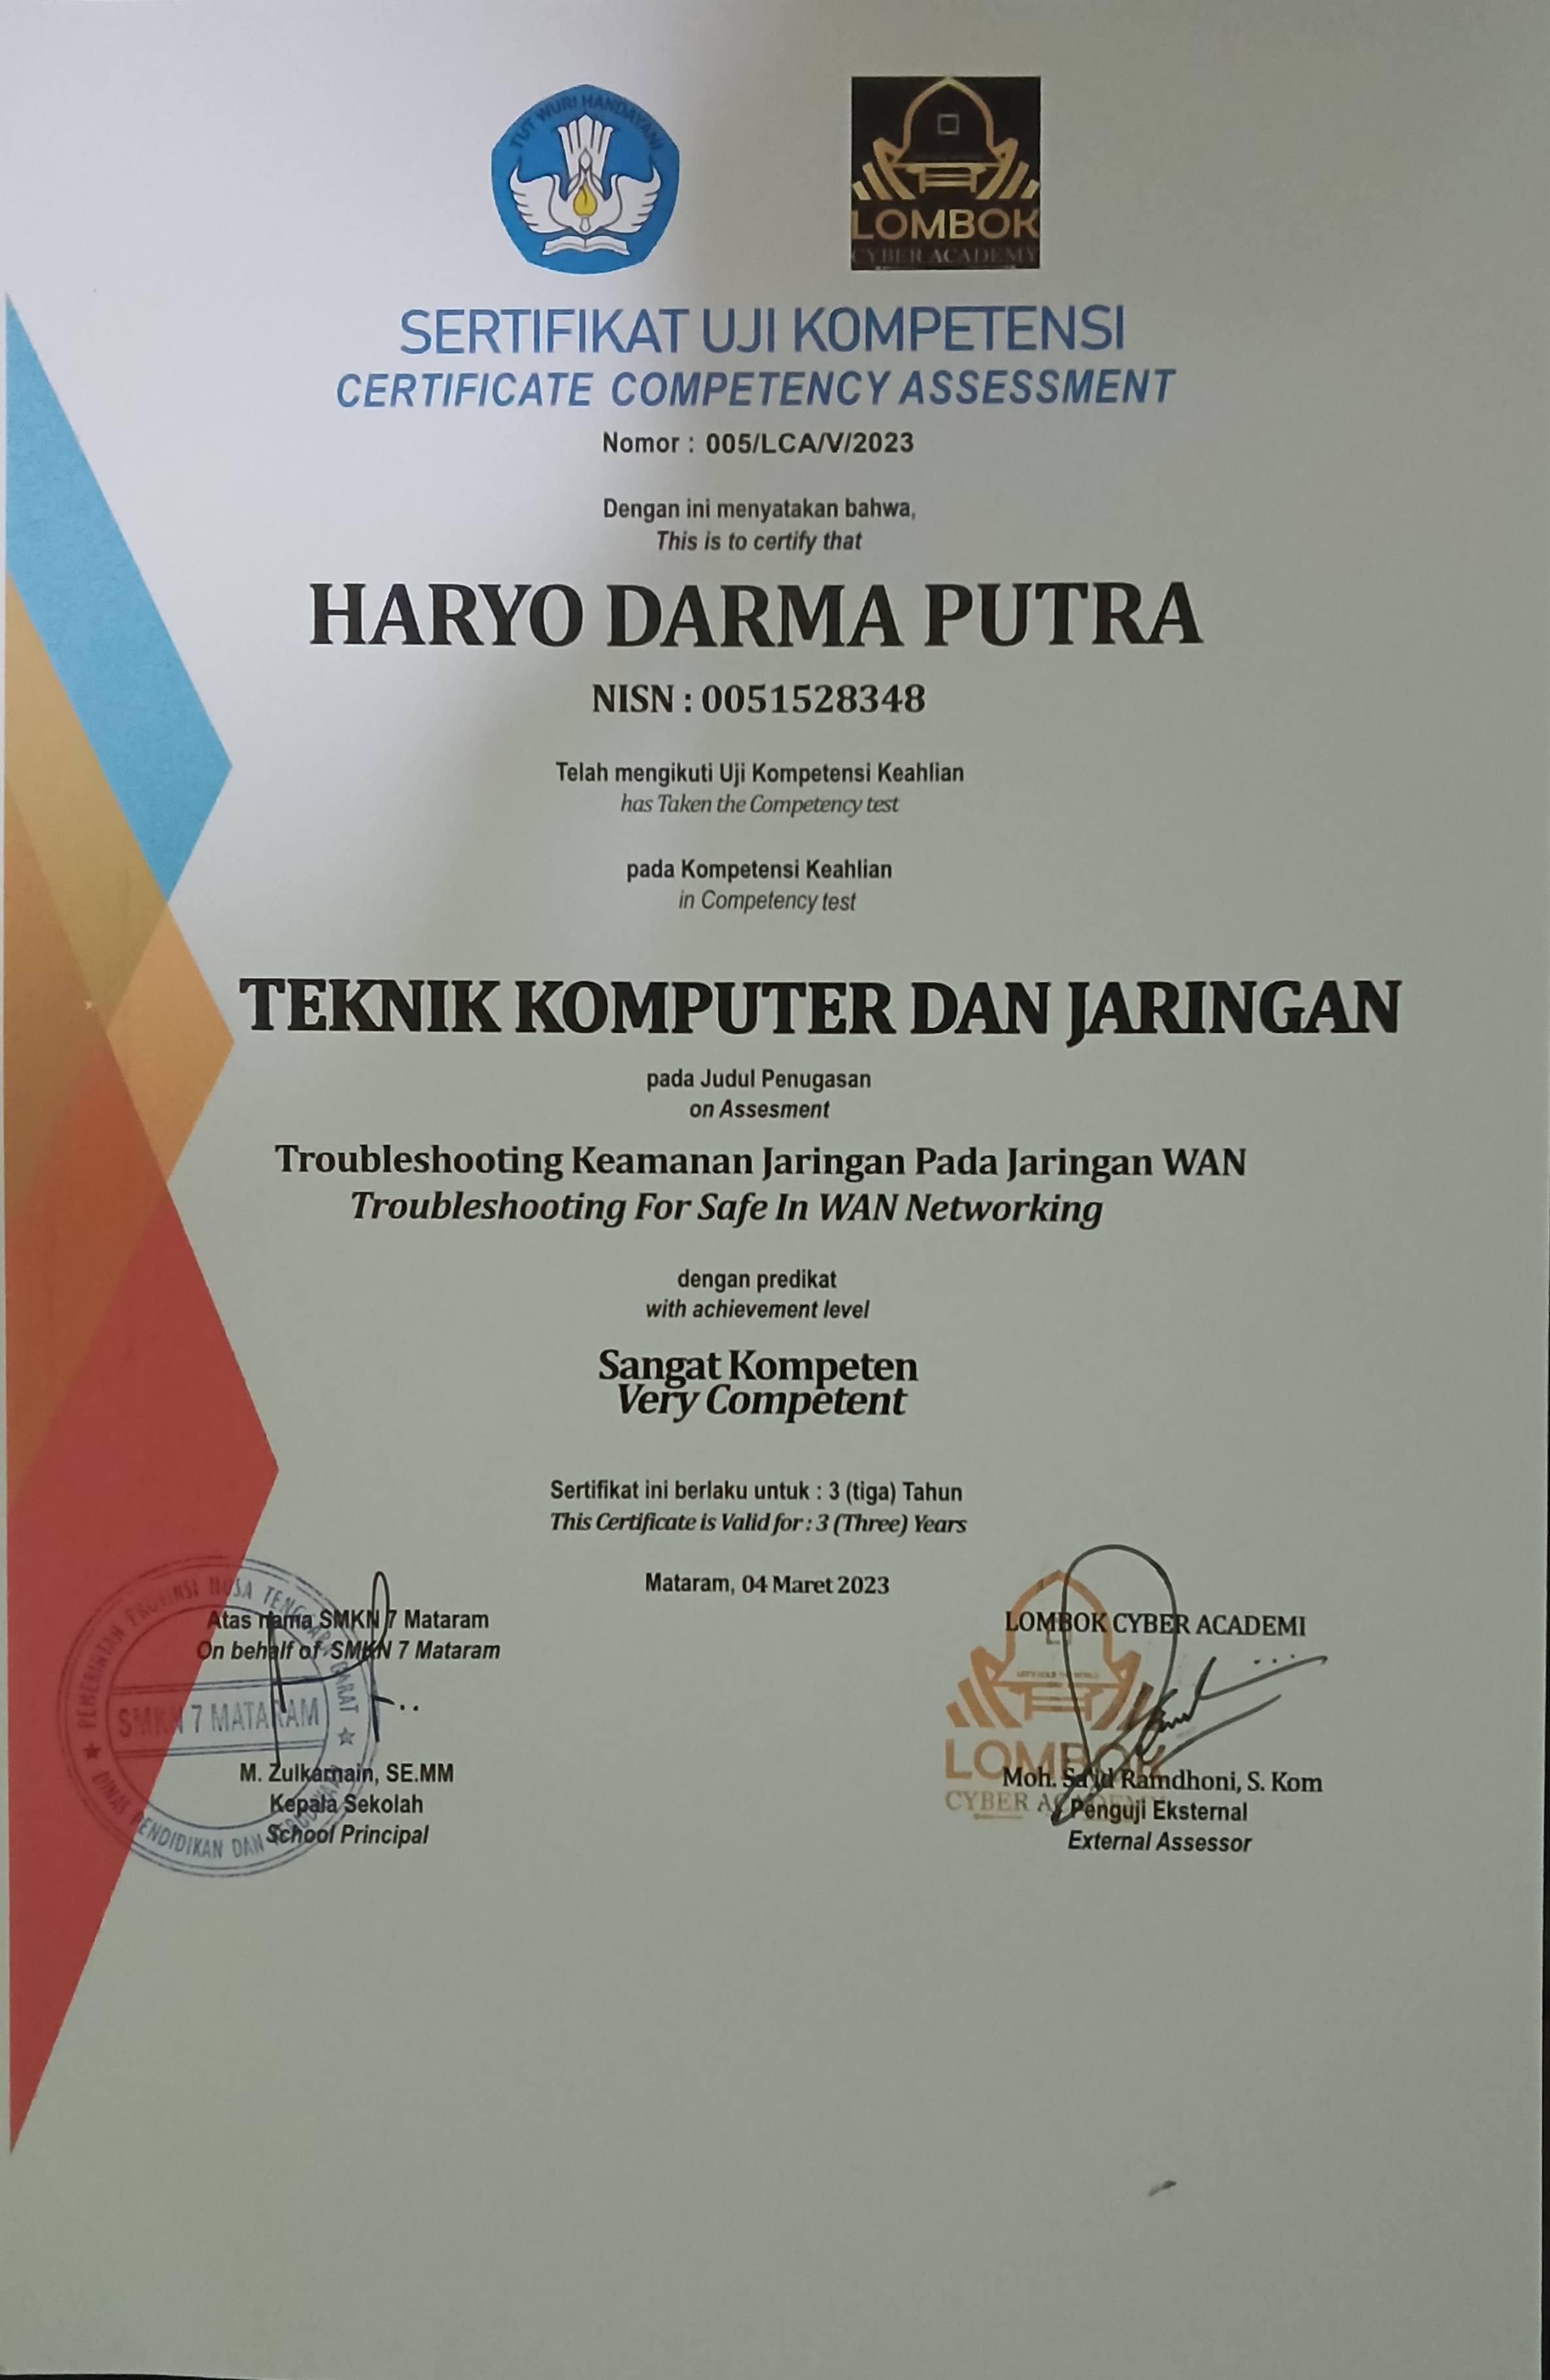 TUT WURI HANDAYANI
LOMBOK
CYBER ACADEMY
SERTIFIKAT UJI KOMPETENSI
CERTIFICATE COMPETENCY ASSESSMENT
Nomor : 005/LCA/V/2023
Dengan ini menyatakan bahwa,
This is to certify that
HARYO DARMA PUTRA
NISN : 0051528348
Telah mengikuti Uji Kompetensi Keahlian
has Taken the Competency test
pada Kompetensi Keahlian
in Competency test
TEKNIK KOMPUTER DAN JARINGAN
pada Judul Penugasan
on Assesment
Troubleshooting Keamanan Jaringan Pada Jaringan WAN
Troubleshooting For Safe In WAN Networking
dengan predikat
with achievement level
Sangat Kompeten
Very Competent
Sertifikat ini berlaku untuk : 3 (tiga) Tahun
This Certificate is Valid for : 3 (Three) Years
Mataram, 04 Maret 2023
Atas nama SMKN 7 Mataram
On behalf of SMKN 7 Mataram
PEMERINTAH PROVINSI NUSA TENGGARA BARAT
SMKN 7 MATARAM
DINAS PENDIDIKAN DAN
M. Zulkarnain, SE.MM
Kepala Sekolah
School Principal
LOMBOK CYBER ACADEMI
LOMBOK
CYBER
Moh. Sa'id Ramdhoni, S. Kom
Penguji Eksternal
External Assessor